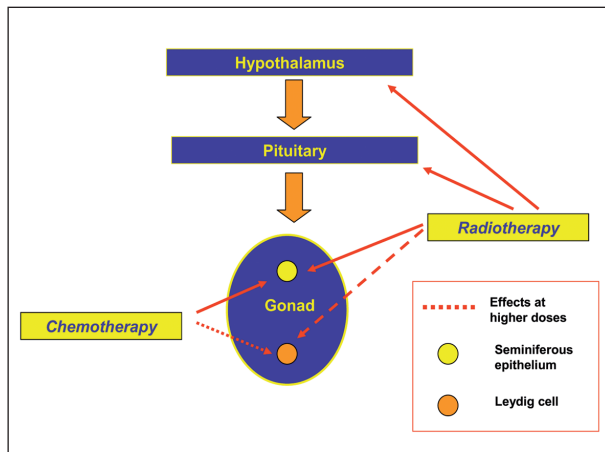 Hypothalamus
Pituitary
Radiotherapy
Gonad
Chemotherapy
Effects at
higher doses
Seminiferous
epithelium
Leydig cell